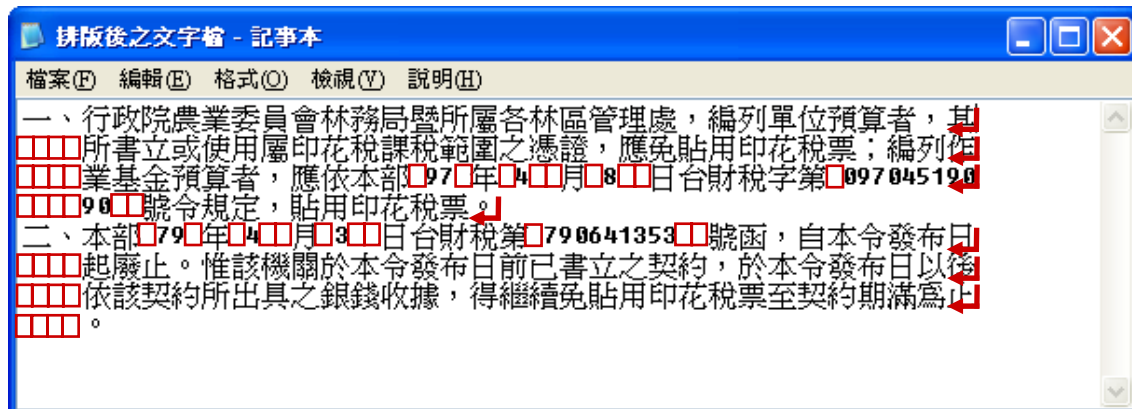 排版後之文字檔 - 記事本
檔案(F) 編輯(E) 格式(O) 檢視(V) 說明(H)
一、行政院農業委員會林務局暨所屬各林區管理處，編列單位預算者，其
所書立或使用屬印花稅課稅範圍之憑證，應免貼用印花稅票；編列作
業基金預算者，應依本部 97 年 4 月 8 日台財稅字第 097045190
90 號令規定，貼用印花稅票。
二、本部 79 年 4 月 3 日台財稅第 790641353 號函，自本令發布日
起廢止。惟該機關於本令發布日前已書立之契約，於本令發布日以後
依該契約所出具之銀錢收據，得繼續免貼用印花稅票至契約期滿為止
。